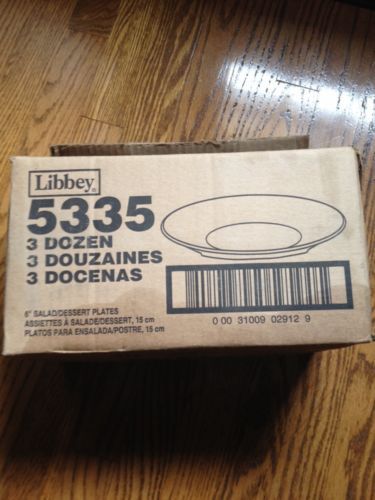 Libbey®
5335
3 DOZEN
3 DOUZAINES
3 DOCENAS
6" SALAD/DESSERT PLATES
ASSIETTES À SALADE/DESSERT, 15 cm
PLATOS PARA ENSALADA/POSTRE, 15 cm
0 00 31009 02912 9